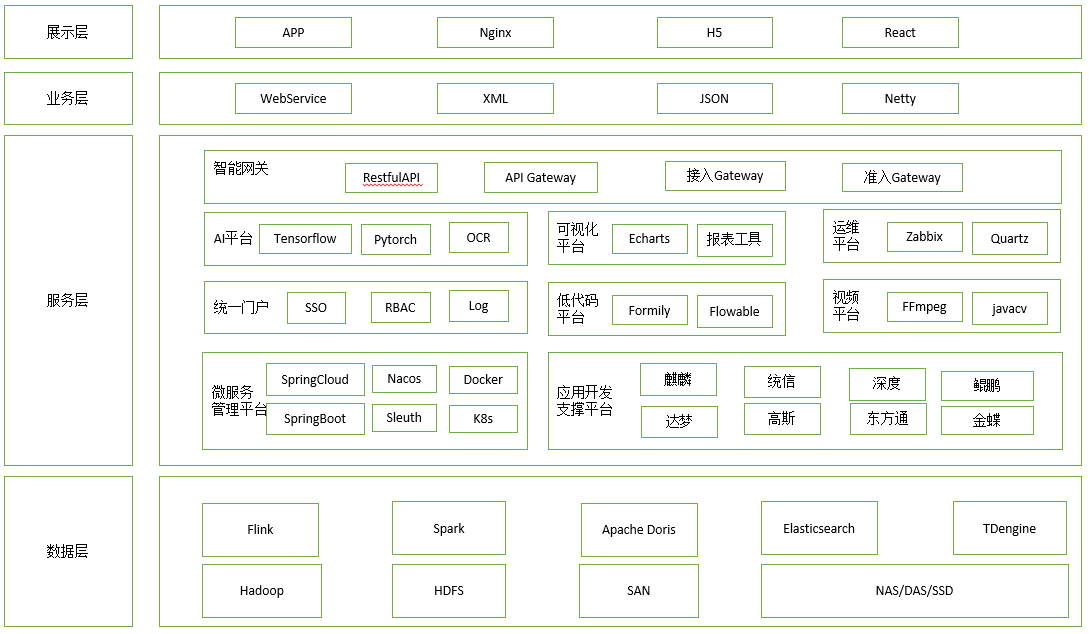 展示层
APP
Nginx
H5
React
业务层
WebService
XML
JSON
Netty
服务层
智能网关
RestfulAPI
API Gateway
接入Gateway
准入Gateway
AI平台
Tensorflow
Pytorch
OCR
可视化
平台
Echarts
报表工具
运维
平台
Zabbix
Quartz
统一门户
SSO
RBAC
Log
低代码
平台
Formily
Flowable
视频
平台
FFmpeg
javacv
微服务
管理平台
SpringCloud
Nacos
Docker
SpringBoot
Sleuth
K8s
应用开发
支撑平台
麒麟
统信
深度
鲲鹏
达梦
高斯
东方通
金蝶
数据层
Flink
Spark
Apache Doris
Elasticsearch
TDengine
Hadoop
HDFS
SAN
NAS/DAS/SSD